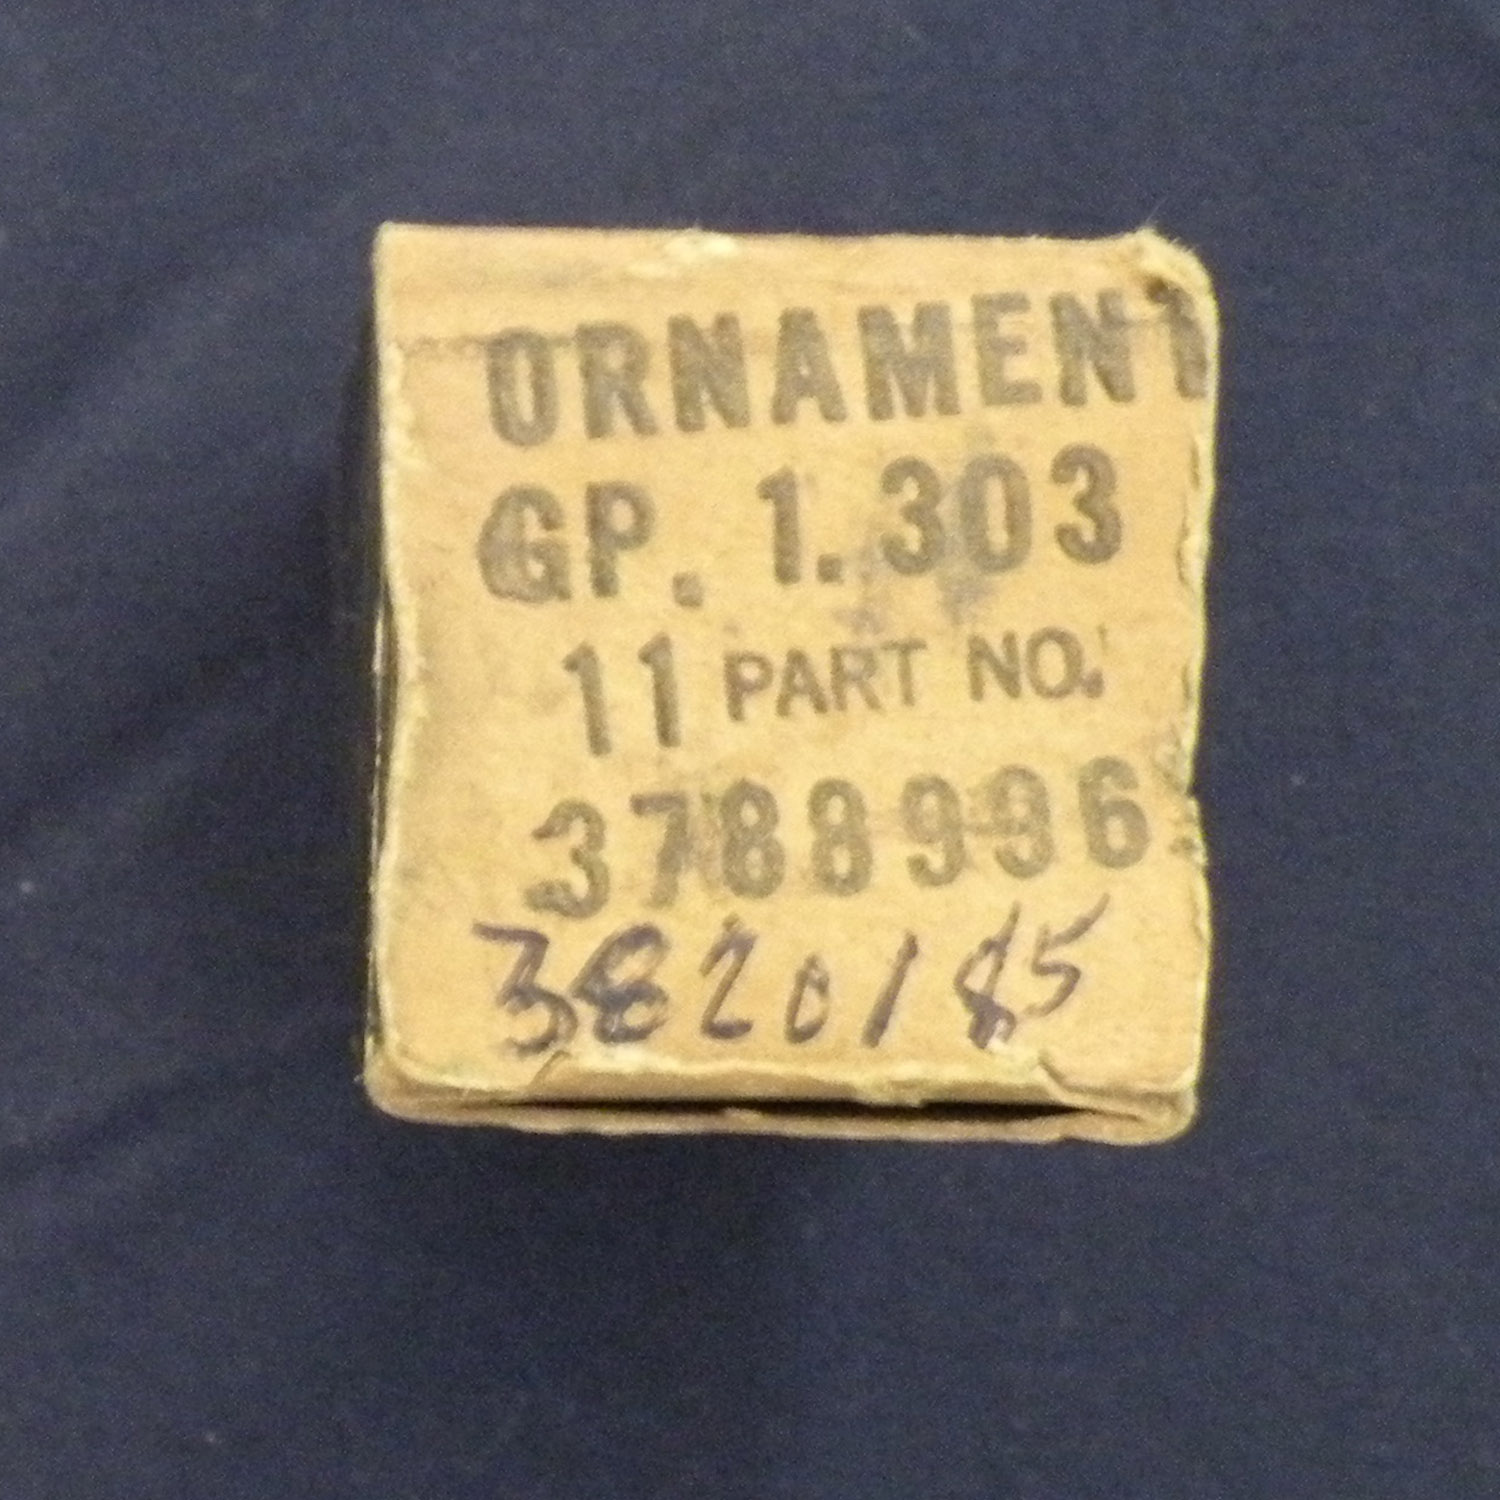 ORNAMENT
GP. 1.303
11 PART NO.
3788996
3820185